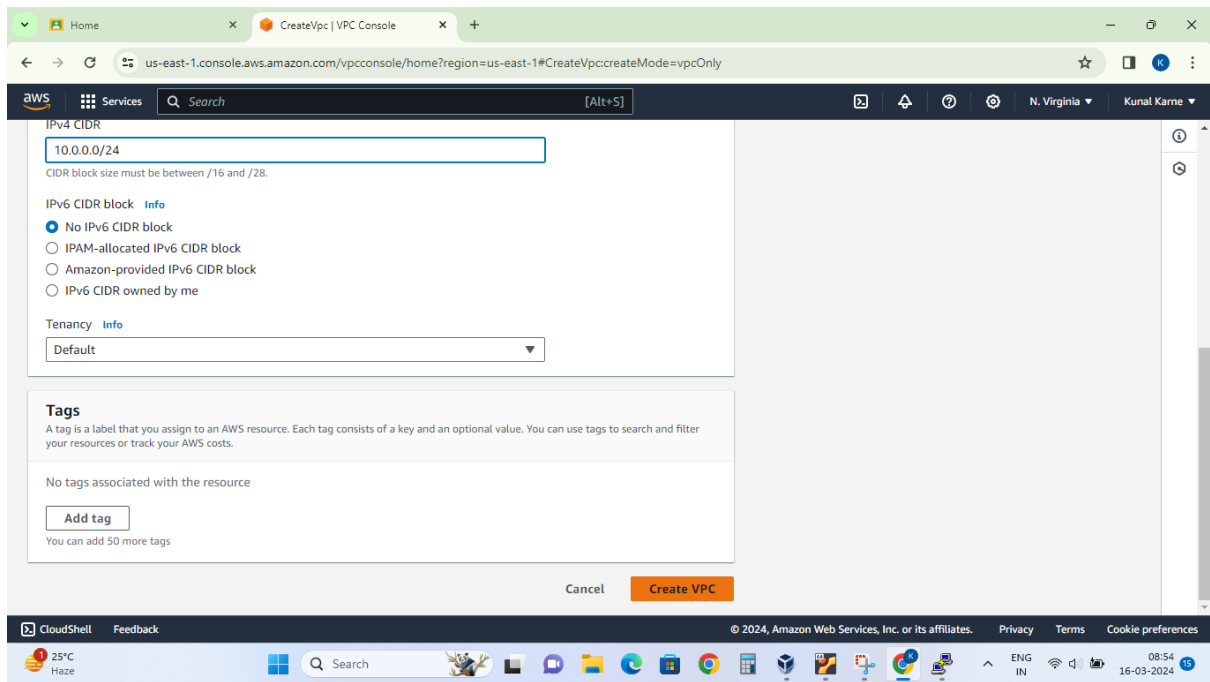 Home
CreateVpc | VPC Console
us-east-1.console.aws.amazon.com/vpcconsole/home?region=us-east-1#CreateVpc:createMode=vpcOnly
K
aws
Services
Search
[Alt+S]
N. Virginia
Kunal Karne
IPv4 CIDR
10.0.0.0/24
CIDR block size must be between /16 and /28.
IPv6 CIDR block Info
No IPv6 CIDR block
IPAM-allocated IPv6 CIDR block
Amazon-provided IPv6 CIDR block
IPv6 CIDR owned by me
Tenancy Info
Default
Tags
A tag is a label that you assign to an AWS resource. Each tag consists of a key and an optional value. You can use tags to search and filter
your resources or track your AWS costs.
No tags associated with the resource
Add tag
You can add 50 more tags
Cancel
Create VPC
CloudShell
Feedback
© 2024, Amazon Web Services, Inc. or its affiliates.
Privacy
Terms
Cookie preferences
1
25°C
Haze
Search
K
ENG
IN
08:54
16-03-2024
15